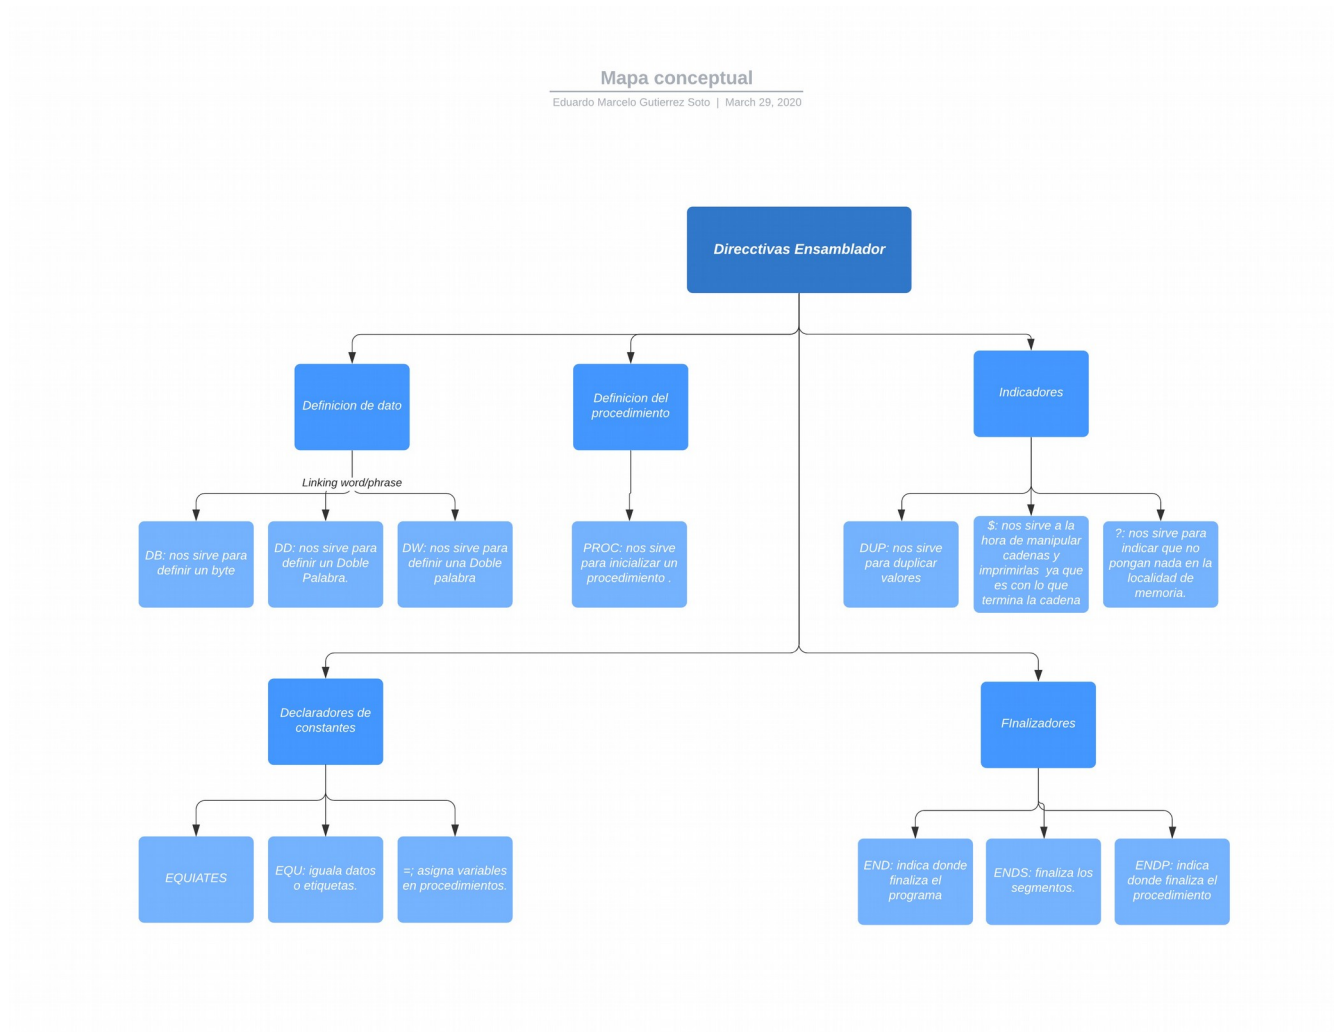 Mapa conceptual
Eduardo Marcelo Gutierrez Soto | March 29, 2020
Direcctivas Ensamblador
Definicion de dato
Definicion del
procedimiento
Indicadores
Linking word/phrase
DB: nos sirve para
definir un byte
DD: nos sirve para
definir un Doble
Palabra.
DW: nos sirve para
definir una Doble
palabra
PROC: nos sirve
para inicializar un
procedimiento .
DUP: nos sirve
para duplicar
valores
$: nos sirve a la
hora de manipular
cadenas y
imprimirlas  ya que
es con lo que
termina la cadena
?: nos sirve para
indicar que no
pongan nada en la
localidad de
memoria.
Declaradores de
constantes
FInalizadores
EQUIATES
EQU: iguala datos
o etiquetas.
=; asigna variables
en procedimientos.
END: indica donde
finaliza el
programa
ENDS: finaliza los
segmentos.
ENDP: indica
donde finaliza el
procedimiento